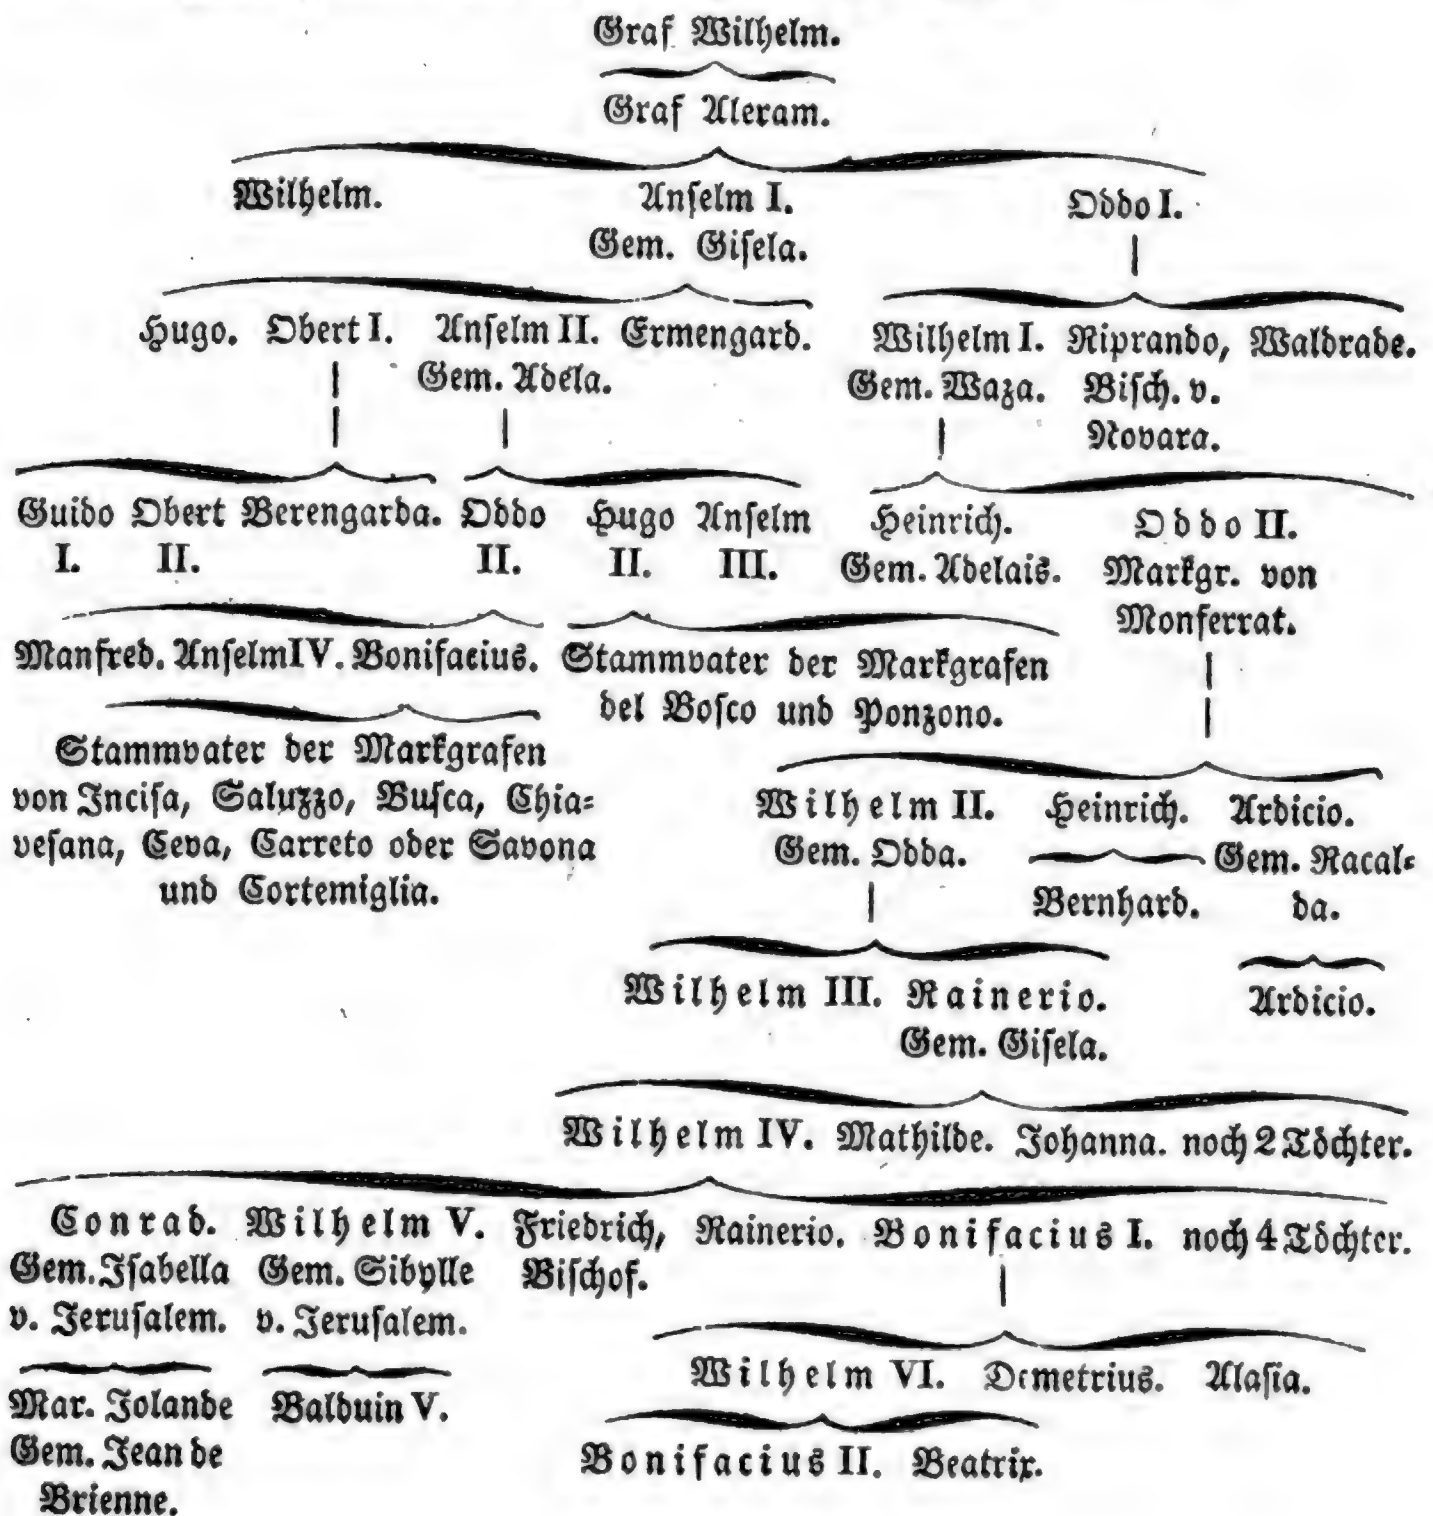 Graf Wilhelm.
Graf Aleram.
Wilhelm. Anselm I. Oddo I.
Gem. Gisela.
Hugo. Obert I. Anselm II. Ermengard. Wilhelm I. Riprando, Waldrade.
Gem. Adela. Gem. Waza. Bisch. v.
Novara.
Guido Obert Berengarda. Oddo Hugo Anselm Heinrich. Oddo II.
I. II. II. II. III. Gem. Adelais. Markgr. von
Monferrat.
Manfred. Anselm IV. Bonifacius. Stammvater der Markgrafen
del Bosco und Ponzono.
Stammvater der Markgrafen
von Incisa, Saluzzo, Busca, Chia-
vesana, Ceva, Carreto oder Savona
und Cortemiglia.
Wilhelm II. Heinrich. Ardicio.
Gem. Odda. Gem. Racal-
Bernhard. da.
Wilhelm III. Rainerio. Ardicio.
Gem. Gisela.
Wilhelm IV. Mathilde. Johanna. noch 2 Töchter.
Conrad. Wilhelm V. Friedrich, Rainerio. Bonifacius I. noch 4 Töchter.
Gem. Isabella Gem. Sibylle Bischof.
v. Jerusalem. v. Jerusalem.
Wilhelm VI. Demetrius. Alasia.
Mar. Jolande Balduin V.
Gem. Jean de
Brienne.
Bonifacius II. Beatrix.